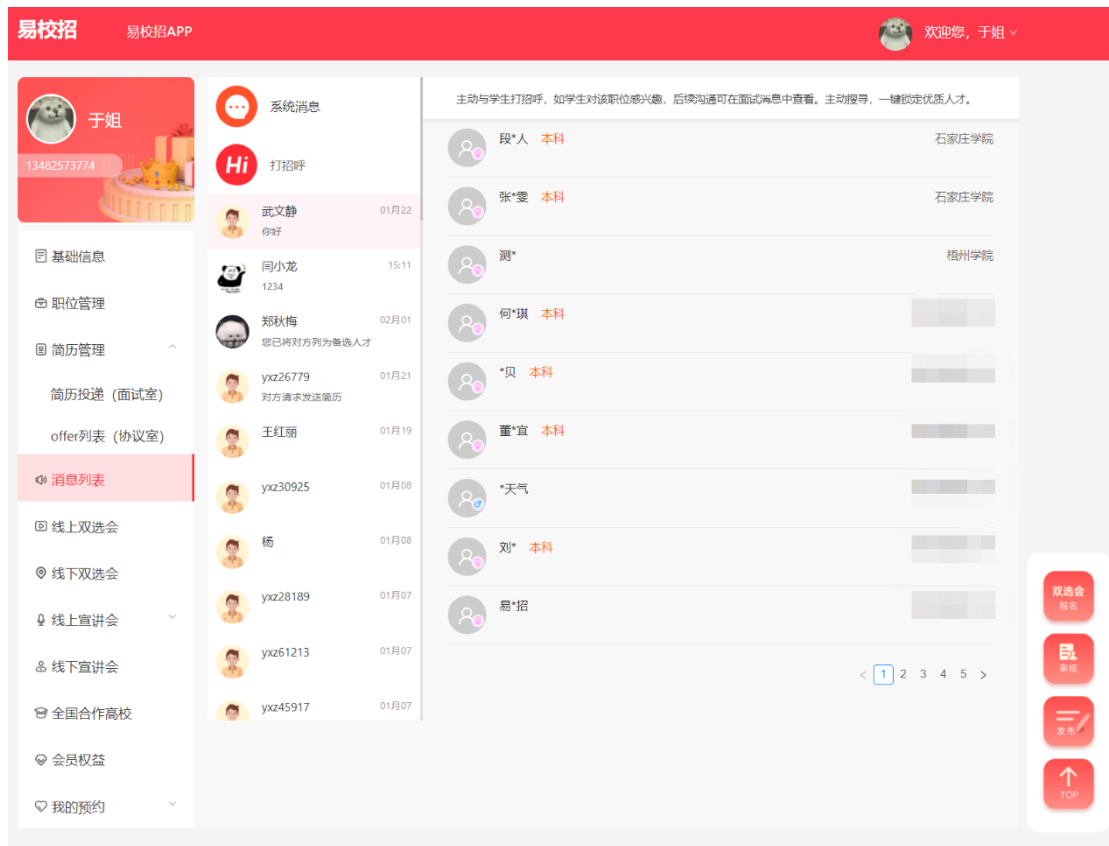 易校招
易校招APP
欢迎您，于姐
于姐
13482573774
基础信息
职位管理
简历管理
简历投递（面试室）
offer列表（协议室）
消息列表
线上双选会
线下双选会
线上宣讲会
线下宣讲会
全国合作高校
会员权益
我的预约
系统消息
Hi 打招呼
武文静 01月22
你好
闫小龙 15:11
1234
郑秋梅 02月01
您已将对方列为备选人才
yxz26779 01月21
对方请求发送简历
王红丽 01月19
yxz30925 01月08
杨 01月08
yxz28189 01月07
yxz61213 01月07
yxz45917 01月07
主动与学生打招呼，如学生对该职位感兴趣，后续沟通可在面试消息中查看。主动搜寻，一键锁定优质人才。
段*人 本科 石家庄学院
张*雯 本科 石家庄学院
测* 梧州学院
何*琪 本科
*贝 本科
董*宜 本科
*天气
刘* 本科
易*招
< 1 2 3 4 5 >
双选会
报名
审核
发布
TOP